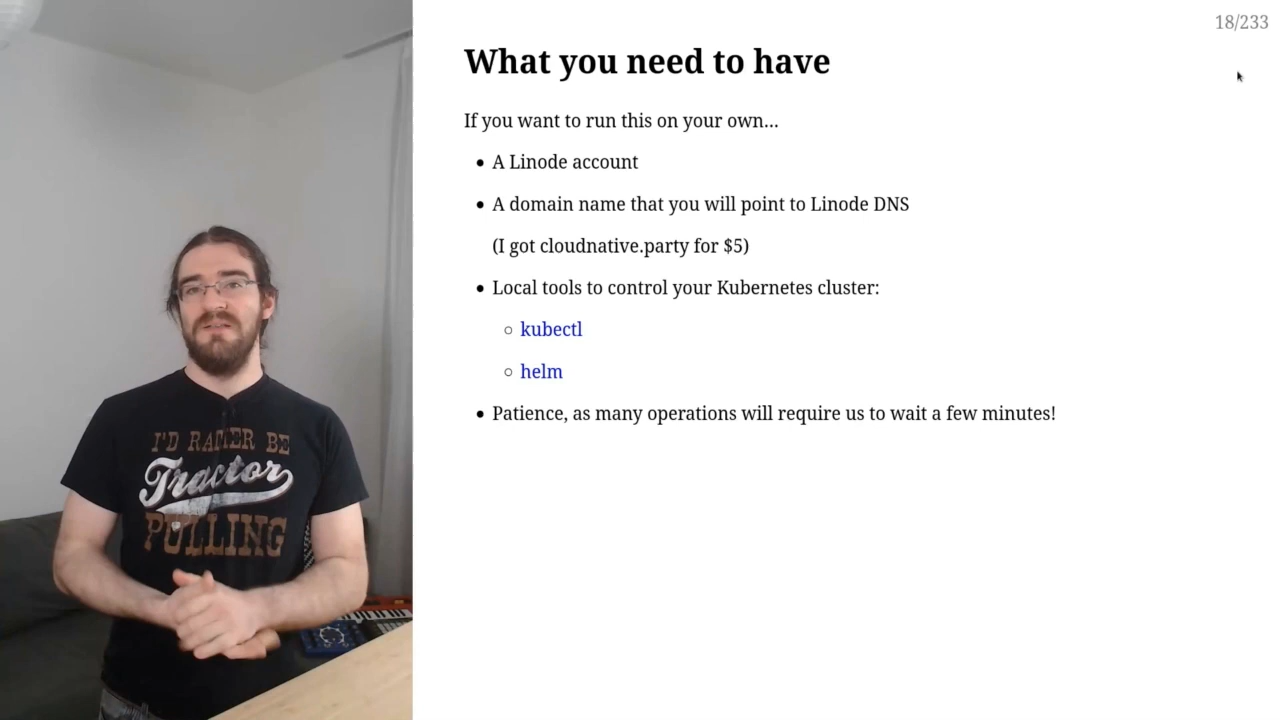 18/233
What you need to have
If you want to run this on your own...
• A Linode account
• A domain name that you will point to Linode DNS
(I got cloudnative.party for $5)
• Local tools to control your Kubernetes cluster:
○ kubectl
○ helm
• Patience, as many operations will require us to wait a few minutes!
I'D RATHER BE
Tractor
PULLING